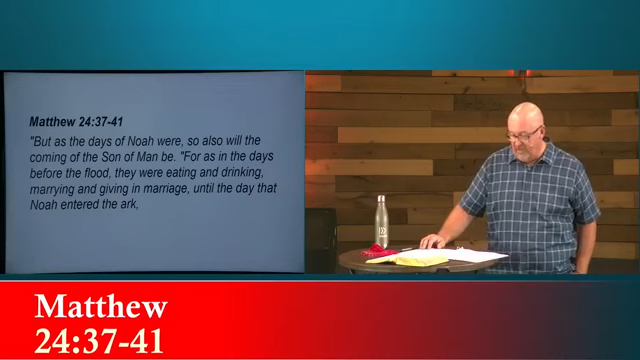 Matthew 24:37-41
"But as the days of Noah were, so also will the
coming of the Son of Man be. "For as in the days
before the flood, they were eating and drinking,
marrying and giving in marriage, until the day that
Noah entered the ark,
Matthew
24:37-41